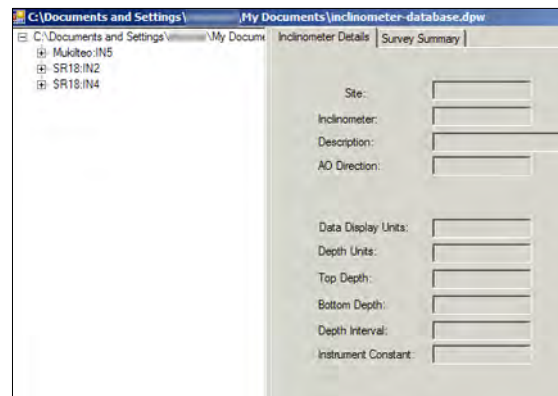 C:\Documents and Settings\ ,My Documents\inclinometer-database.dpw
C:\Documents and Settings\ \My Docume
Mukilteo:IN5
SR18:IN2
SR18:IN4
Inclinometer Details
Survey Summary
Site:
Inclinometer:
Description:
AO Direction:
Data Display Units:
Depth Units:
Top Depth:
Bottom Depth:
Depth Interval:
Instrument Constant: